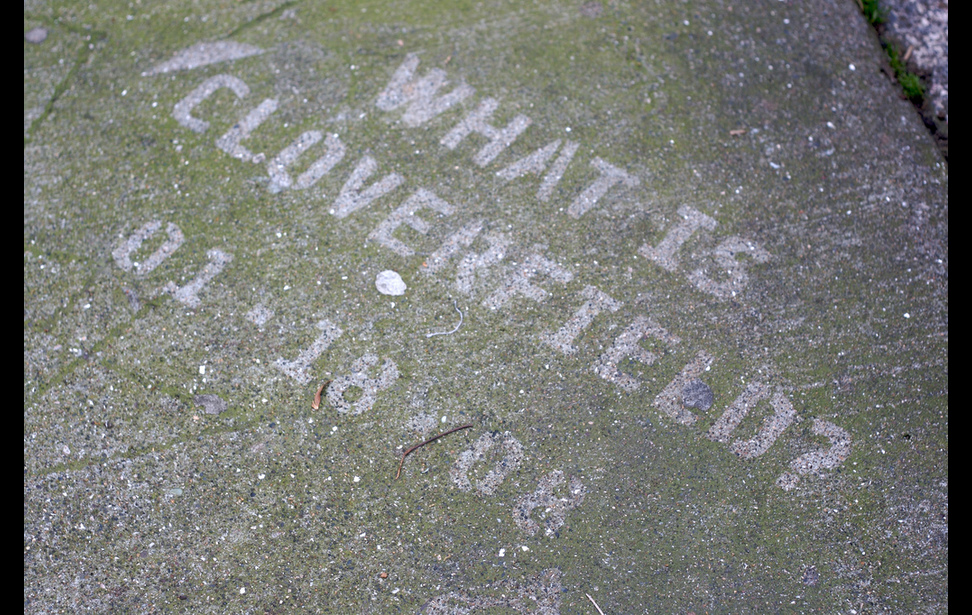 WHAT IS
CLOVERFIELD?
01.18.08